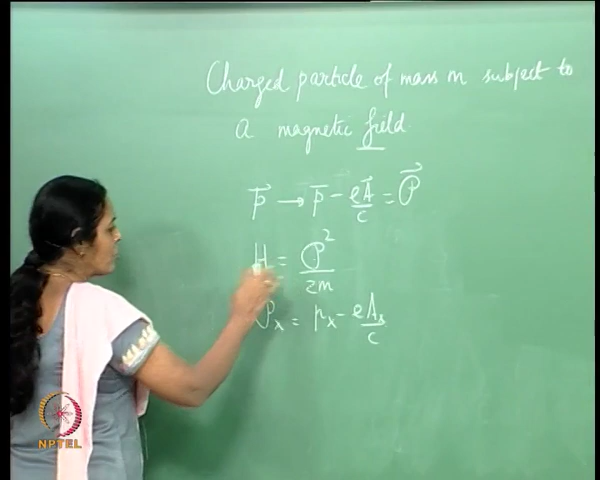 Charged particle of mass m subject to
a magnetic field.
p⃗ → p̅ - eA⃗/c = 𝒫⃗
H = 𝒫²/2m
𝒫ₓ = pₓ - eAₓ/c
NPTEL